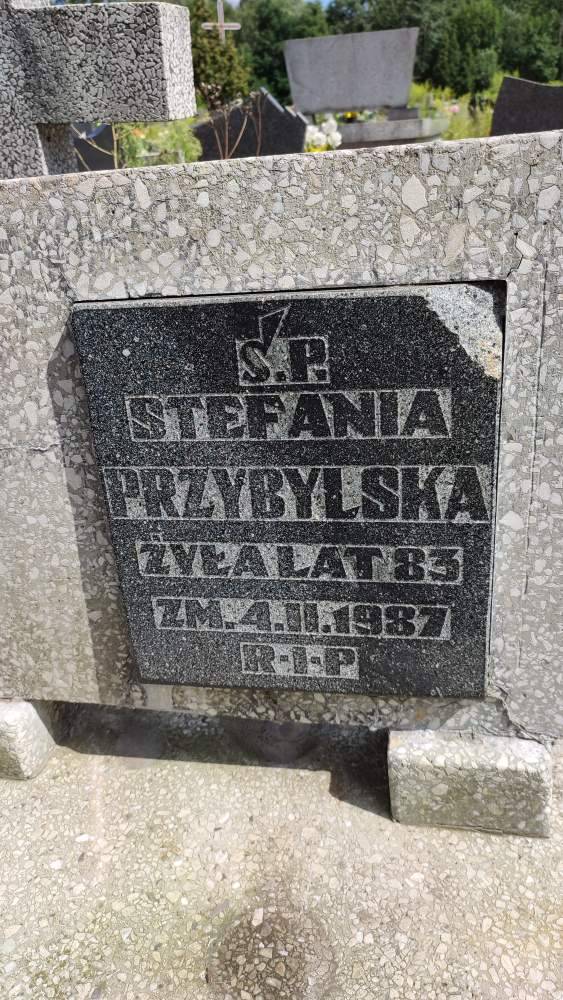 Ś.P.
STEFANIA
PRZYBYLSKA
ŻYŁA LAT 83
ZM. 4.II.1987
R-I-P